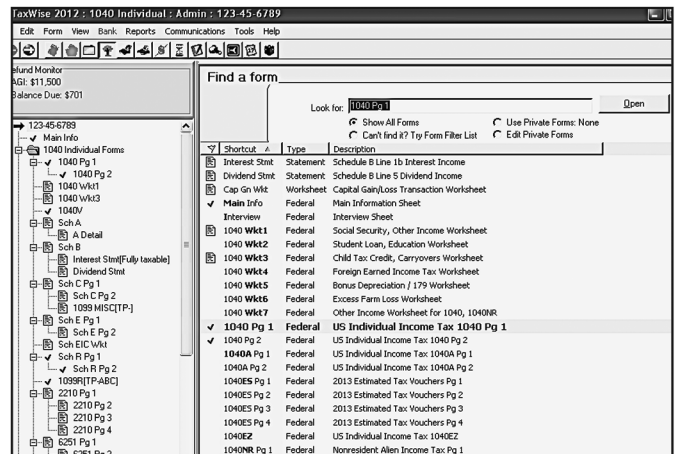 TaxWise 2012 : 1040 Individual : Admin : 123-45-6789
Edit Form View Bank Reports Communications Tools Help
efund Monitor
AGI: $11,500
Balance Due: $701
123-45-6789
Main Info
1040 Individual Forms
1040 Pg 1
1040 Pg 2
1040 Wkt1
1040 Wkt3
1040V
Sch A
A Detail
Sch B
Interest Stmt[Fully taxable]
Dividend Stmt
Sch C Pg 1
Sch C Pg 2
1099 MISC[TP-]
Sch E Pg 1
Sch E Pg 2
Sch EIC Wkt
Sch R Pg 1
Sch R Pg 2
1099R[TP-ABC]
2210 Pg 1
2210 Pg 2
2210 Pg 3
2210 Pg 4
6251 Pg 1
6251 Pg 2
Find a form
Look for: 1040 Pg 1 Open
Show All Forms Use Private Forms: None
Can't find it? Try Form Filter List Edit Private Forms
Shortcut Type Description
Interest Stmt Statement Schedule B Line 1b Interest Income
Dividend Stmt Statement Schedule B Line 5 Dividend Income
Cap Gn Wkt Worksheet Capital Gain/Loss Transaction Worksheet
Main Info Federal Main Information Sheet
Interview Federal Interview Sheet
1040 Wkt1 Federal Social Security, Other Income Worksheet
1040 Wkt2 Federal Student Loan, Education Worksheet
1040 Wkt3 Federal Child Tax Credit, Carryovers Worksheet
1040 Wkt4 Federal Foreign Earned Income Tax Worksheet
1040 Wkt5 Federal Bonus Depreciation / 179 Worksheet
1040 Wkt6 Federal Excess Farm Loss Worksheet
1040 Wkt7 Federal Other Income Worksheet for 1040, 1040NR
1040 Pg 1 Federal US Individual Income Tax 1040 Pg 1
1040 Pg 2 Federal US Individual Income Tax 1040 Pg 2
1040A Pg 1 Federal US Individual Income Tax 1040A Pg 1
1040A Pg 2 Federal US Individual Income Tax 1040A Pg 2
1040ES Pg 1 Federal 2013 Estimated Tax Vouchers Pg 1
1040ES Pg 2 Federal 2013 Estimated Tax Vouchers Pg 2
1040ES Pg 3 Federal 2013 Estimated Tax Vouchers Pg 3
1040ES Pg 4 Federal 2013 Estimated Tax Vouchers Pg 4
1040EZ Federal US Individual Income Tax 1040EZ
1040NR Pg 1 Federal Nonresident Alien Income Tax Pg 1